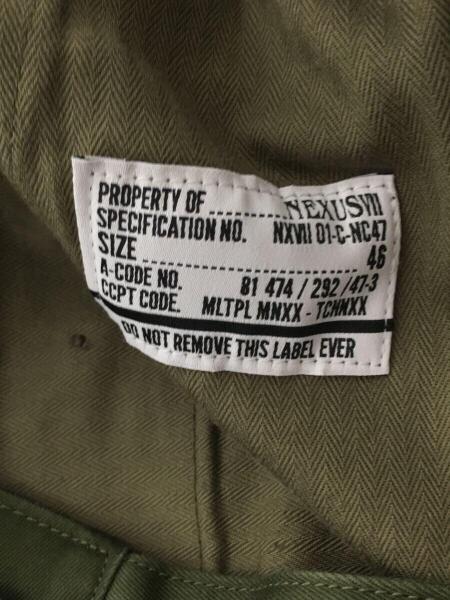 PROPERTY OF NEXUSVII
SPECIFICATION NO. NXVII 01-C-NC47
SIZE 46
A-CODE NO. 81 474 / 292 /47-3
CCPT CODE. MLTPL MNXX - TCHNXX
DO NOT REMOVE THIS LABEL EVER